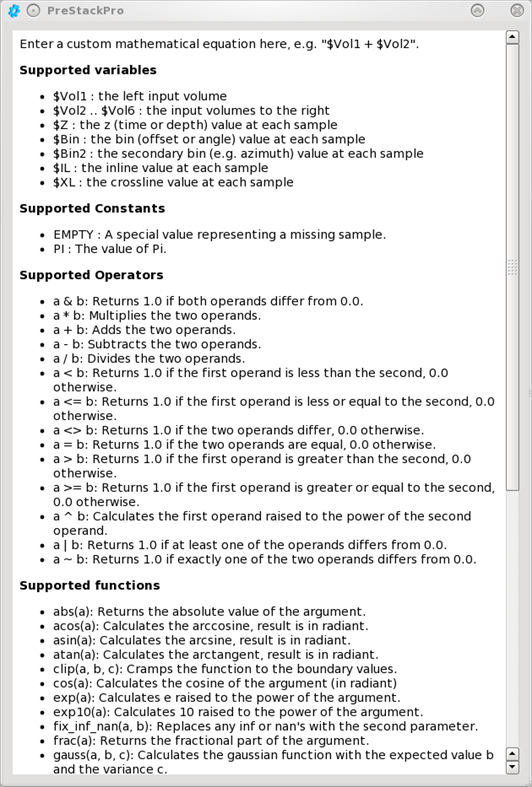 PreStackPro
Enter a custom mathematical equation here, e.g. "$Vol1 + $Vol2".
Supported variables
• $Vol1 : the left input volume
• $Vol2 .. $Vol6 : the input volumes to the right
• $Z : the z (time or depth) value at each sample
• $Bin : the bin (offset or angle) value at each sample
• $Bin2 : the secondary bin (e.g. azimuth) value at each sample
• $IL : the inline value at each sample
• $XL : the crossline value at each sample
Supported Constants
• EMPTY : A special value representing a missing sample.
• PI : The value of Pi.
Supported Operators
• a & b: Returns 1.0 if both operands differ from 0.0.
• a * b: Multiplies the two operands.
• a + b: Adds the two operands.
• a - b: Subtracts the two operands.
• a / b: Divides the two operands.
• a < b: Returns 1.0 if the first operand is less than the second, 0.0
otherwise.
• a <= b: Returns 1.0 if the first operand is less or equal to the second, 0.0
otherwise.
• a <> b: Returns 1.0 if the two operands differ, 0.0 otherwise.
• a = b: Returns 1.0 if the two operands are equal, 0.0 otherwise.
• a > b: Returns 1.0 if the first operand is greater than the second, 0.0
otherwise.
• a >= b: Returns 1.0 if the first operand is greater or equal to the second,
0.0 otherwise.
• a ^ b: Calculates the first operand raised to the power of the second
operand.
• a | b: Returns 1.0 if at least one of the operands differs from 0.0.
• a ~ b: Returns 1.0 if exactly one of the two operands differs from 0.0.
Supported functions
• abs(a): Returns the absolute value of the argument.
• acos(a): Calculates the arccosine, result is in radiant.
• asin(a): Calculates the arcsine, result is in radiant.
• atan(a): Calculates the arctangent, result is in radiant.
• clip(a, b, c): Cramps the function to the boundary values.
• cos(a): Calculates the cosine of the argument (in radiant)
• exp(a): Calculates e raised to the power of the argument.
• exp10(a): Calculates 10 raised to the power of the argument.
• fix_inf_nan(a, b): Replaces any inf or nan's with the second parameter.
• frac(a): Returns the fractional part of the argument.
• gauss(a, b, c): Calculates the gaussian function with the expected value b
and the variance c.